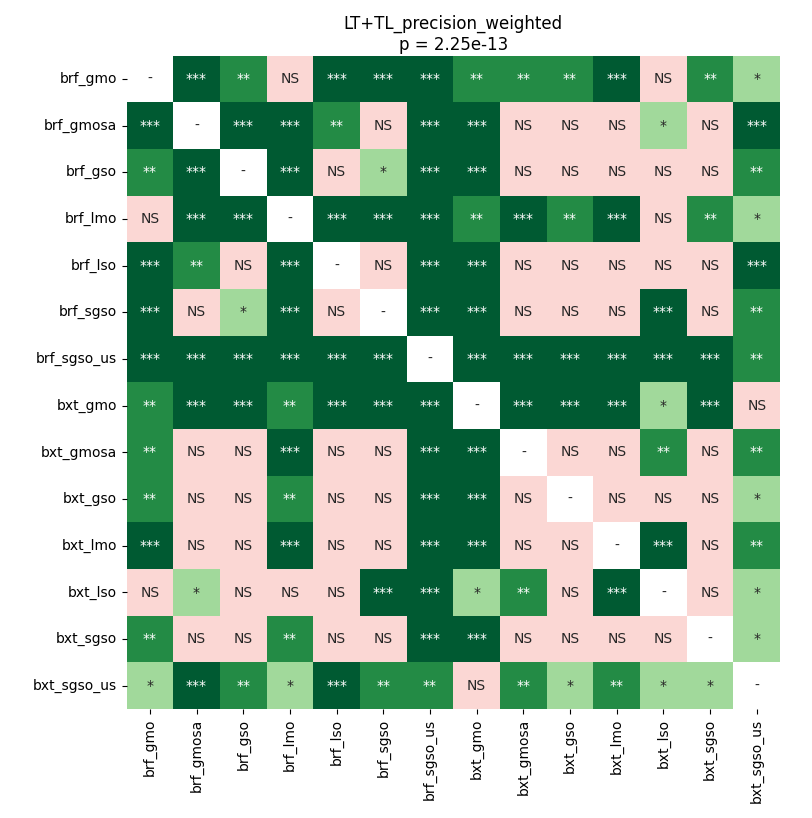 LT+TL_precision_weighted
p = 2.25e-13
brf_gmo - *** ** NS *** *** *** ** ** ** *** NS ** *
brf_gmosa *** - *** *** ** NS *** *** NS NS NS * NS ***
brf_gso ** *** - *** NS * *** *** NS NS NS NS NS **
brf_lmo NS *** *** - *** *** *** ** *** ** *** NS ** *
brf_lso *** ** NS *** - NS *** *** NS NS NS NS NS ***
brf_sgso *** NS * *** NS - *** *** NS NS NS *** NS **
brf_sgso_us *** *** *** *** *** *** - *** *** *** *** *** *** **
bxt_gmo ** *** *** ** *** *** *** - *** *** *** * *** NS
bxt_gmosa ** NS NS *** NS NS *** *** - NS NS ** NS **
bxt_gso ** NS NS ** NS NS *** *** NS - NS NS NS *
bxt_lmo *** NS NS *** NS NS *** *** NS NS - *** NS **
bxt_lso NS * NS NS NS *** *** * ** NS *** - NS *
bxt_sgso ** NS NS ** NS NS *** *** NS NS NS NS - *
bxt_sgso_us * *** ** * *** ** ** NS ** * ** * * -
brf_gmo brf_gmosa brf_gso brf_lmo brf_lso brf_sgso brf_sgso_us bxt_gmo bxt_gmosa bxt_gso bxt_lmo bxt_lso bxt_sgso bxt_sgso_us